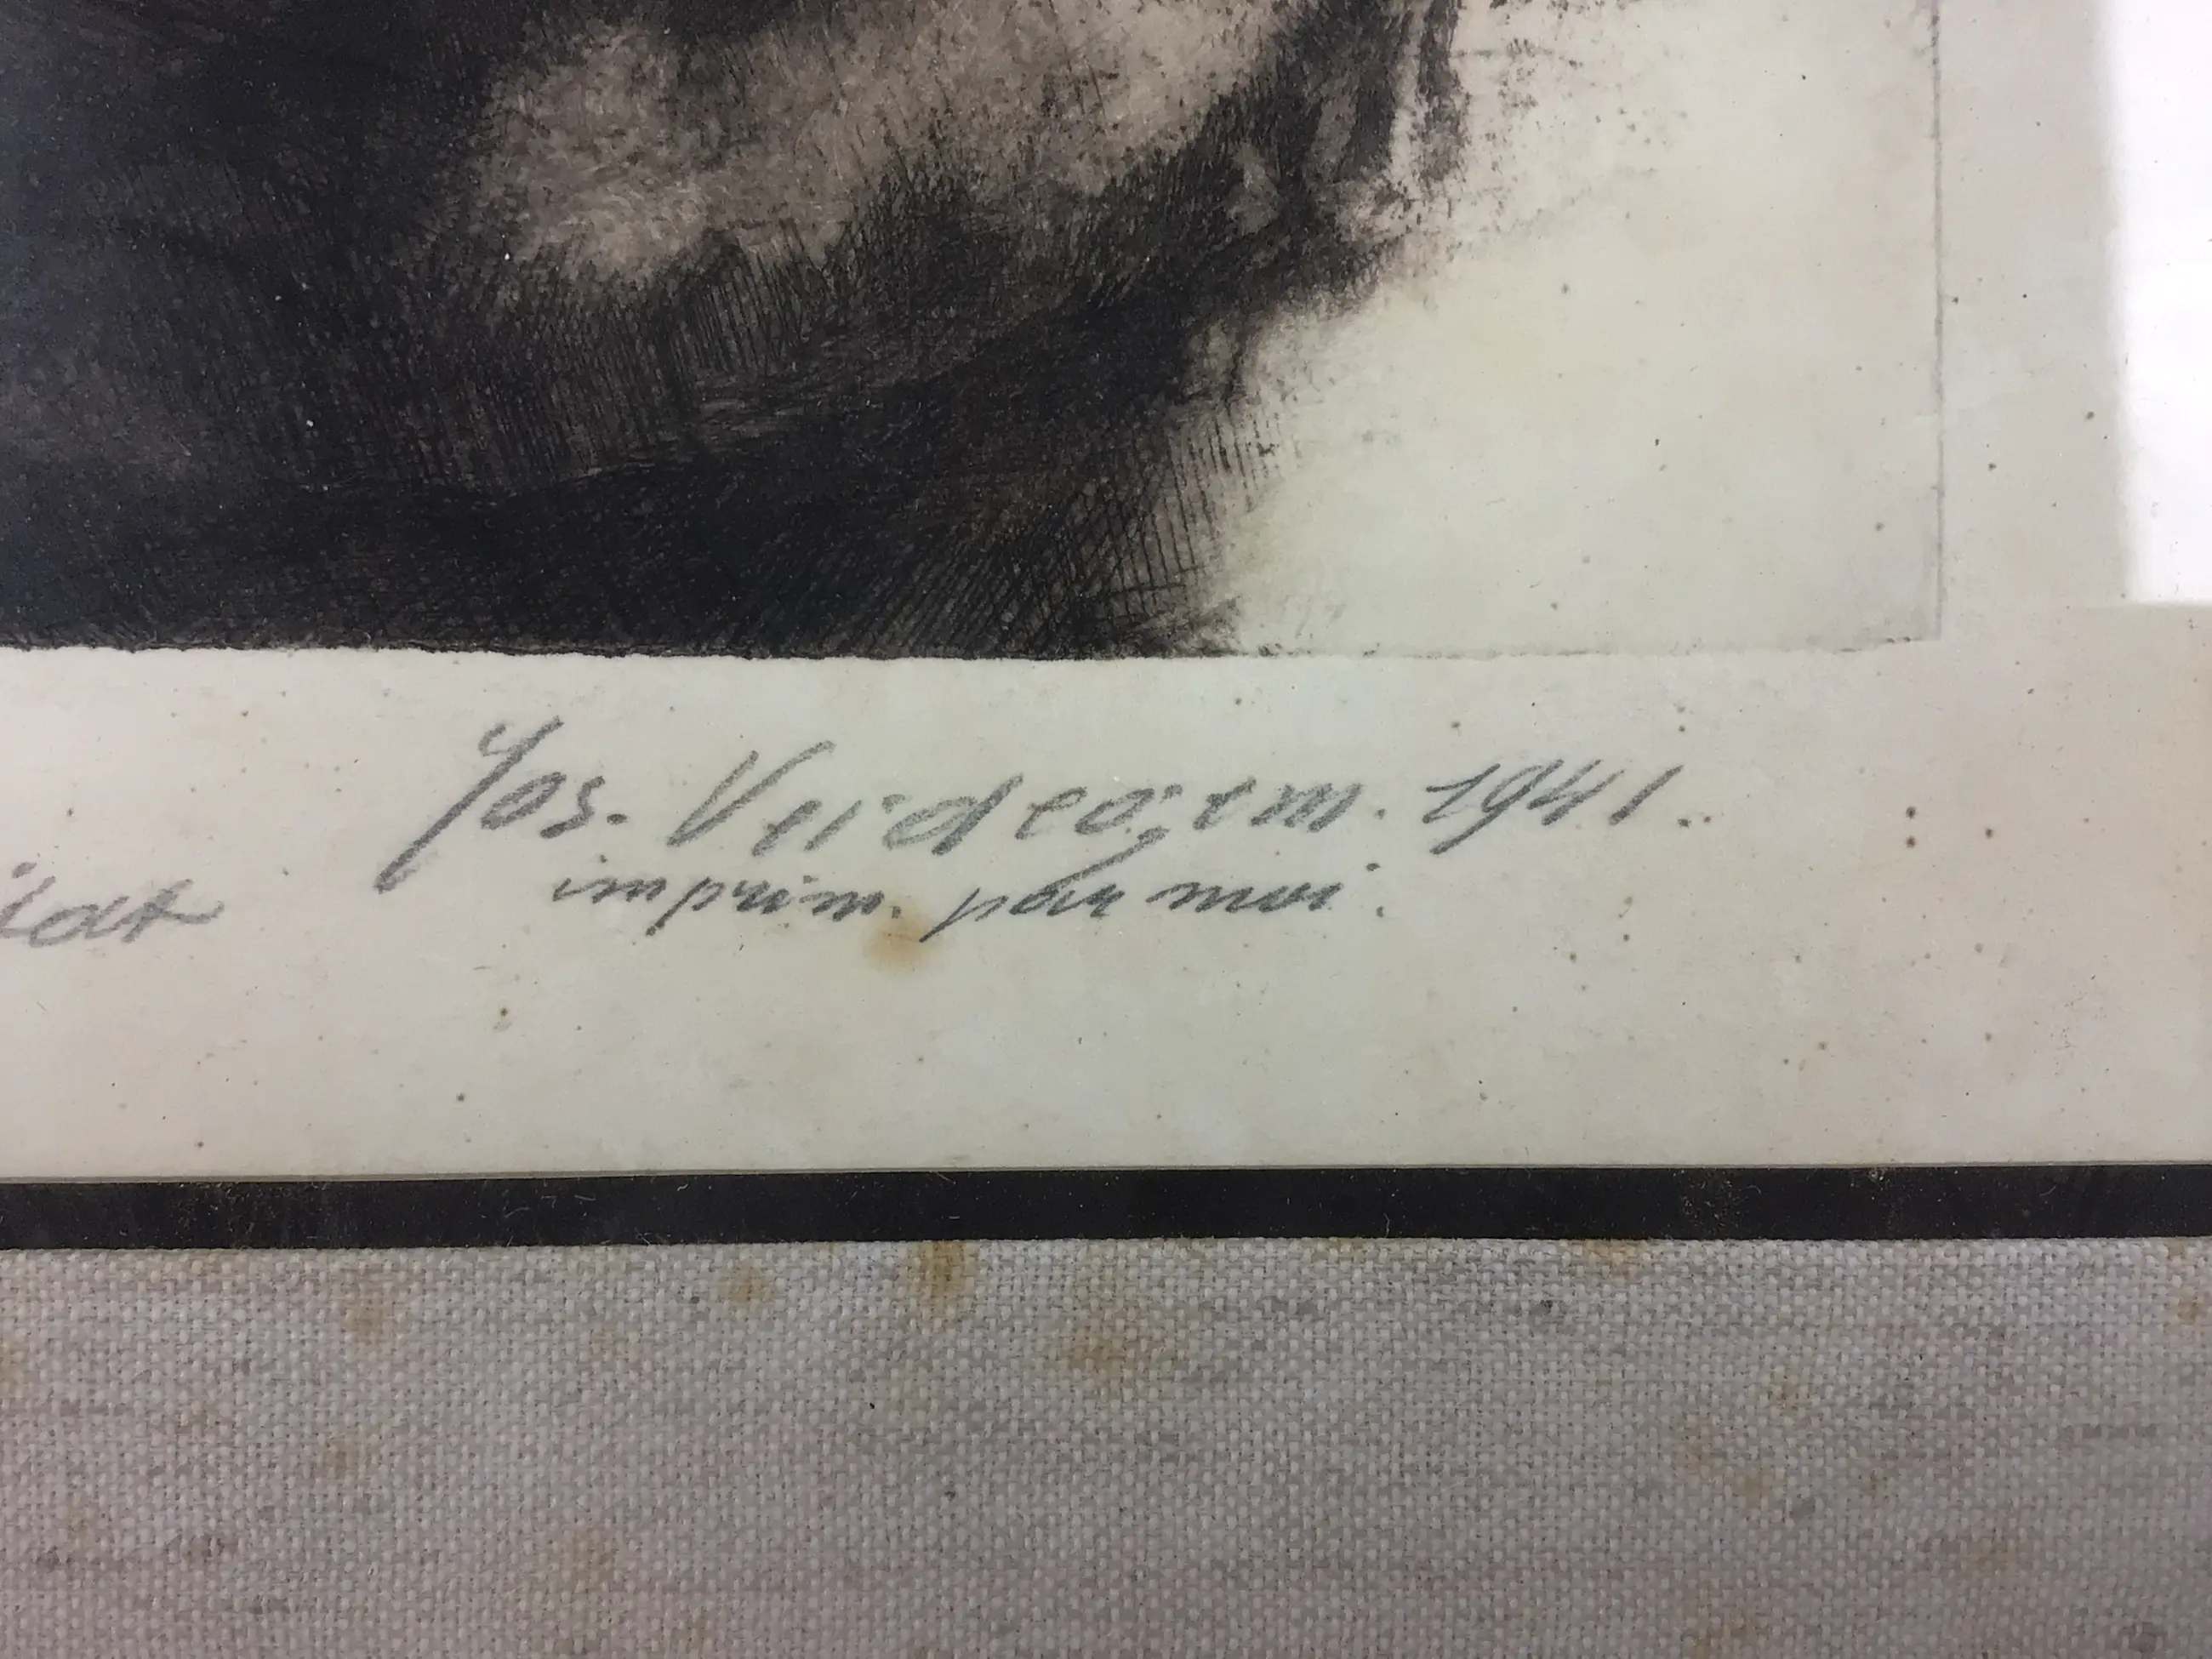 Jos. Verdegem. 1941.
imprim. par moi.